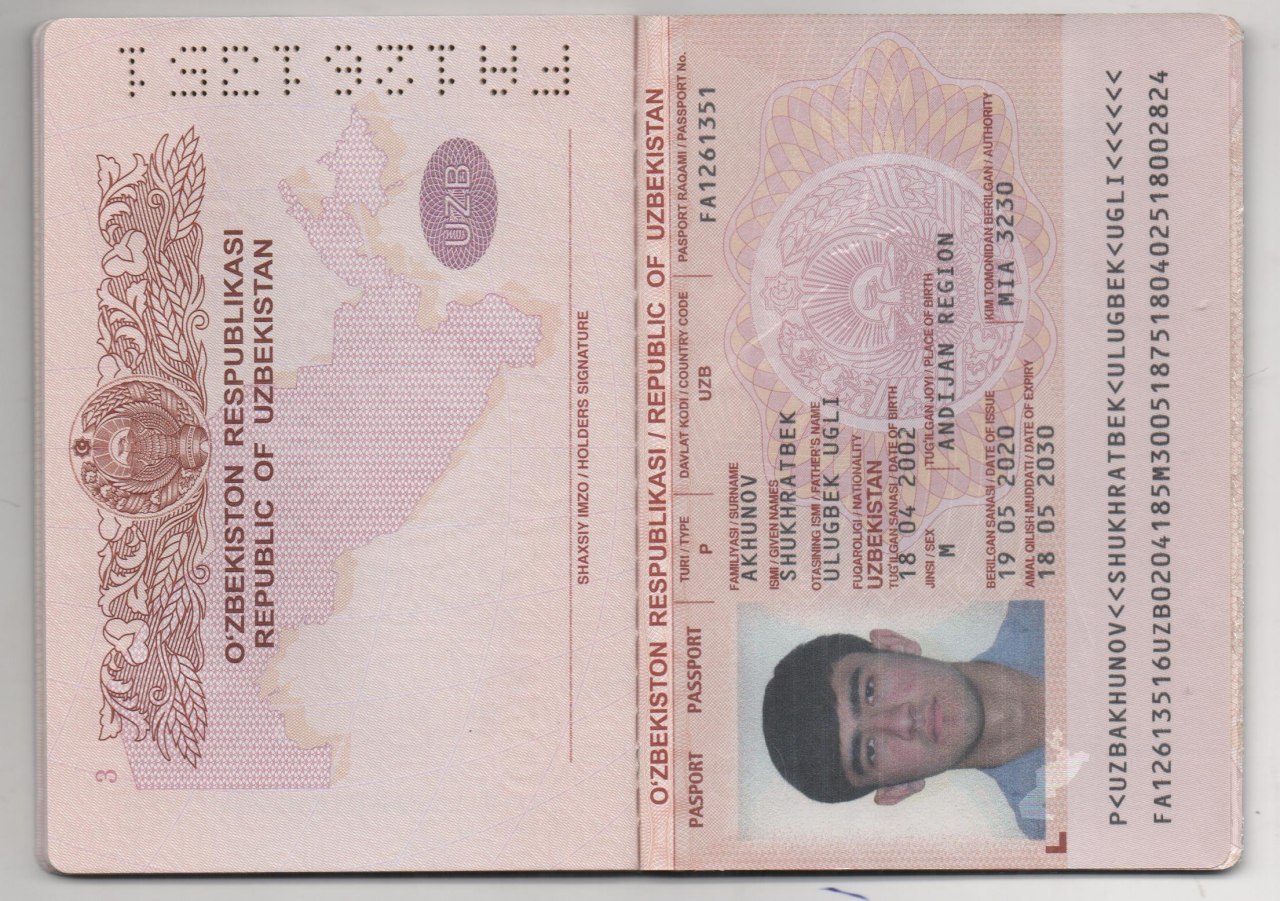 FA1261351
3
O‘ZBEKISTON RESPUBLIKASI
REPUBLIC OF UZBEKISTAN
UZB
SHAXSIY IMZO / HOLDERS SIGNATURE
O‘ZBEKISTON RESPUBLIKASI / REPUBLIC OF UZBEKISTAN
PASPORT PASSPORT
TURI / TYPE DAVLAT KODI / COUNTRY CODE PASPORT RAQAMI / PASSPORT No.
P UZB FA1261351
FAMILIYASI / SURNAME
AKHUNOV
ISMI / GIVEN NAMES
SHUKHRATBEK
OTASINING ISMI / FATHER'S NAME
ULUGBEK UGLI
FUQAROLIGI / NATIONALITY
UZBEKISTAN
TUG'ILGAN SANASI / DATE OF BIRTH
18 04 2002
JINSI / SEX TUG'ILGAN JOYI / PLACE OF BIRTH
M ANDIJAN REGION
BERILGAN SANASI / DATE OF ISSUE KIM TOMONIDAN BERILGAN / AUTHORITY
19 05 2020 MIA 3230
AMAL QILISH MUDDATI / DATE OF EXPIRY
18 05 2030
P<UZBAKHUNOV<<SHUKHRATBEK<ULUGBEK<UGLI<<<<<<
FA12613516UZB0204185M30051875180402518002824